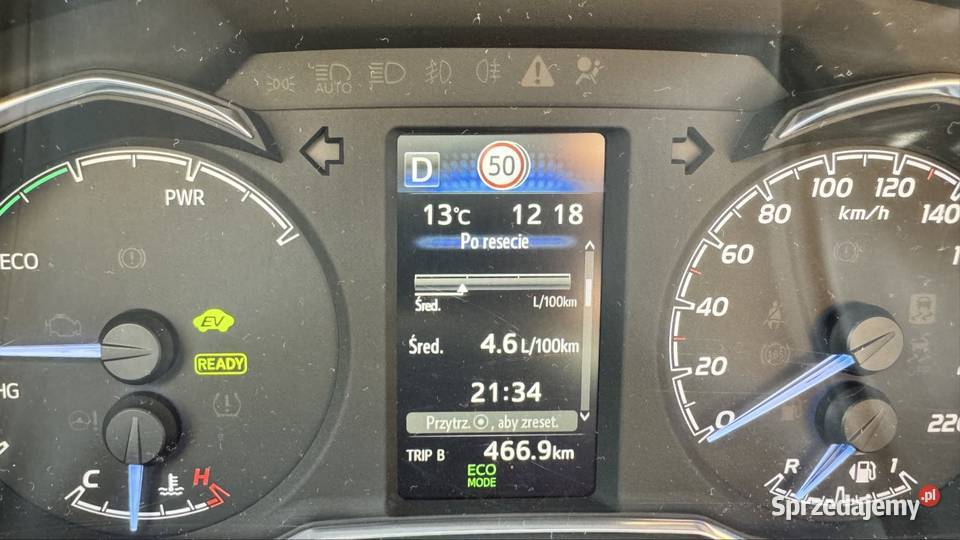 AUTO
PWR
ECO
EV
READY
HG
C
H
D
50
13°C 12 18
Po resecie
Śred. L/100km
Śred. 4.6 L/100km
21:34
Przytrz. , aby zreset.
TRIP B 466.9km
ECO
MODE
0
20
40
60
80
100
120
140
km/h
220
R
1
Sprzedajemy.pl